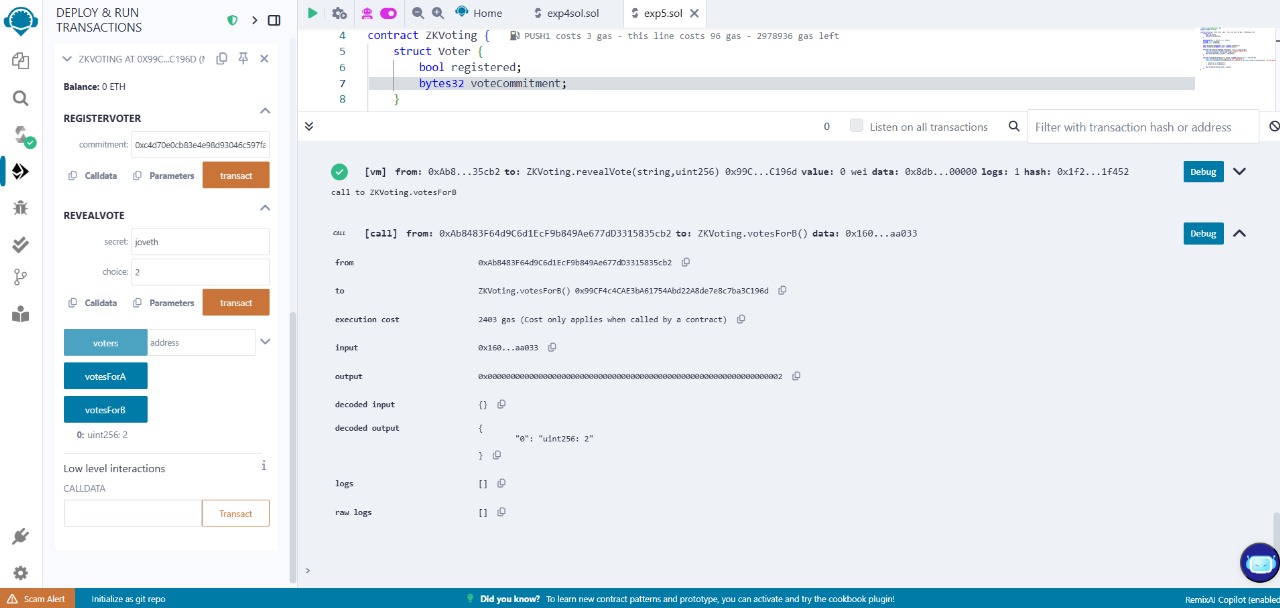 DEPLOY & RUN
TRANSACTIONS
ZKVOTING AT 0X99C...C196D (M
Balance: 0 ETH
REGISTERVOTER
commitment: 0xc4d70e0cb83e4e98d93046c597fa
Calldata Parameters transact
REVEALVOTE
secret: joveth
choice: 2
Calldata Parameters transact
voters address
votesForA
votesForB
0: uint256: 2
Low level interactions i
CALLDATA
Transact
Home exp4sol.sol exp5.sol
4 contract ZKVoting { PUSH1 costs 3 gas - this line costs 96 gas - 2978936 gas left
5 struct Voter {
6 bool registered;
7 bytes32 voteCommitment;
8 }
0 Listen on all transactions Filter with transaction hash or address
[vm] from: 0xAb8...35cb2 to: ZKVoting.revealVote(string,uint256) 0x99C...C196d value: 0 wei data: 0x8db...00000 logs: 1 hash: 0x1f2...1f452 Debug
call to ZKVoting.votesForB
CALL [call] from: 0xAb8483F64d9C6d1EcF9b849Ae677dD3315835cb2 to: ZKVoting.votesForB() data: 0x160...aa033 Debug
from 0xAb8483F64d9C6d1EcF9b849Ae677dD3315835cb2
to ZKVoting.votesForB() 0x99CF4c4CAE3bA61754Abd22A8de7e8c7ba3C196d
execution cost 2403 gas (Cost only applies when called by a contract)
input 0x160...aa033
output 0x0000000000000000000000000000000000000000000000000000000000000002
decoded input {}
decoded output {
"0": "uint256: 2"
}
logs []
raw logs []
>
Scam Alert Initialize as git repo Did you know? To learn new contract patterns and prototype, you can activate and try the cookbook plugin! RemixAI Copilot (enabled